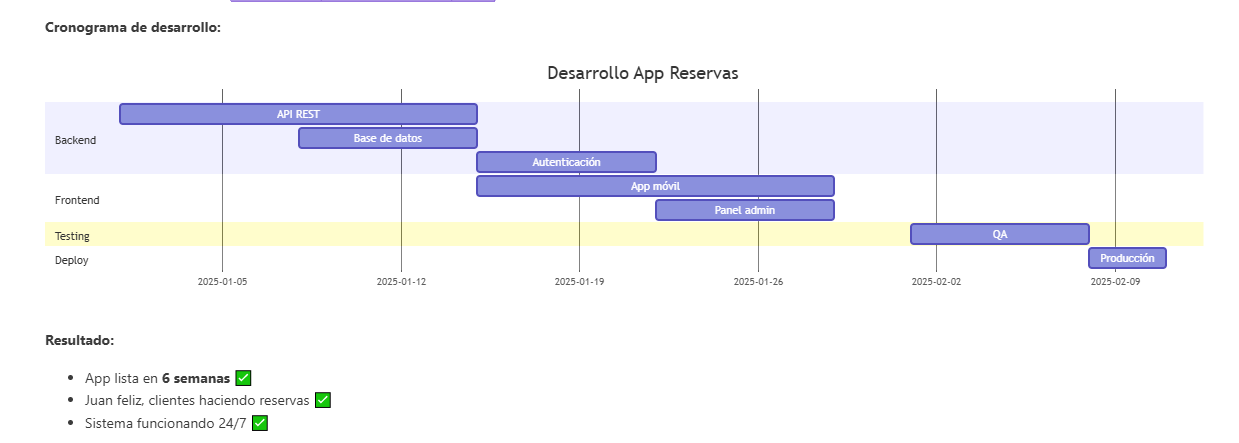 Cronograma de desarrollo:
Desarrollo App Reservas
Backend
API REST
Base de datos
Autenticación
Frontend
App móvil
Panel admin
Testing
QA
Deploy
Producción
2025-01-05
2025-01-12
2025-01-19
2025-01-26
2025-02-02
2025-02-09
Resultado:
App lista en 6 semanas ✅
Juan feliz, clientes haciendo reservas ✅
Sistema funcionando 24/7 ✅